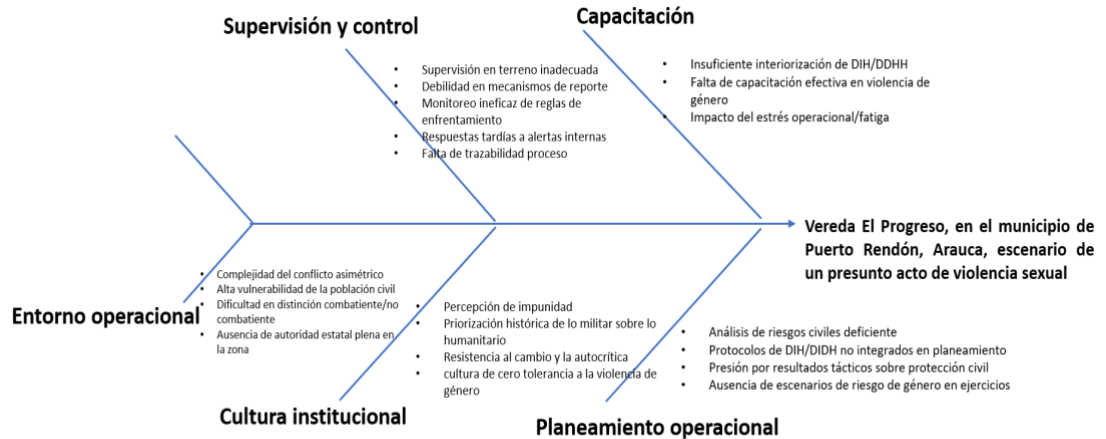 Supervisión y control
• Supervisión en terreno inadecuada
• Debilidad en mecanismos de reporte
• Monitoreo ineficaz de reglas de
enfrentamiento
• Respuestas tardías a alertas internas
• Falta de trazabilidad proceso
Capacitación
• Insuficiente interiorización de DIH/DDHH
• Falta de capacitación efectiva en violencia de
género
• Impacto del estrés operacional/fatiga
Vereda El Progreso, en el municipio de
Puerto Rendón, Arauca, escenario de
un presunto acto de violencia sexual
Entorno operacional
• Complejidad del conflicto asimétrico
• Alta vulnerabilidad de la población civil
• Dificultad en distinción combatiente/no
combatiente
• Ausencia de autoridad estatal plena en
la zona
Cultura institucional
• Percepción de impunidad
• Priorización histórica de lo militar sobre lo
humanitario
• Resistencia al cambio y la autocrítica
• cultura de cero tolerancia a la violencia de
género
Planeamiento operacional
• Análisis de riesgos civiles deficiente
• Protocolos de DIH/DIDH no integrados en planeamiento
• Presión por resultados tácticos sobre protección civil
• Ausencia de escenarios de riesgo de género en ejercicios